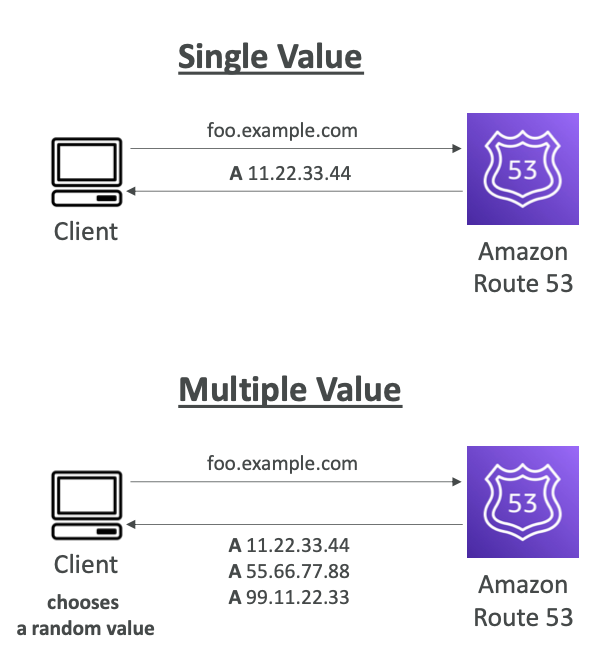 Single Value
foo.example.com
A 11.22.33.44
53
Client
Amazon
Route 53
Multiple Value
foo.example.com
53
A 11.22.33.44
A 55.66.77.88
A 99.11.22.33
Client
chooses
a random value
Amazon
Route 53